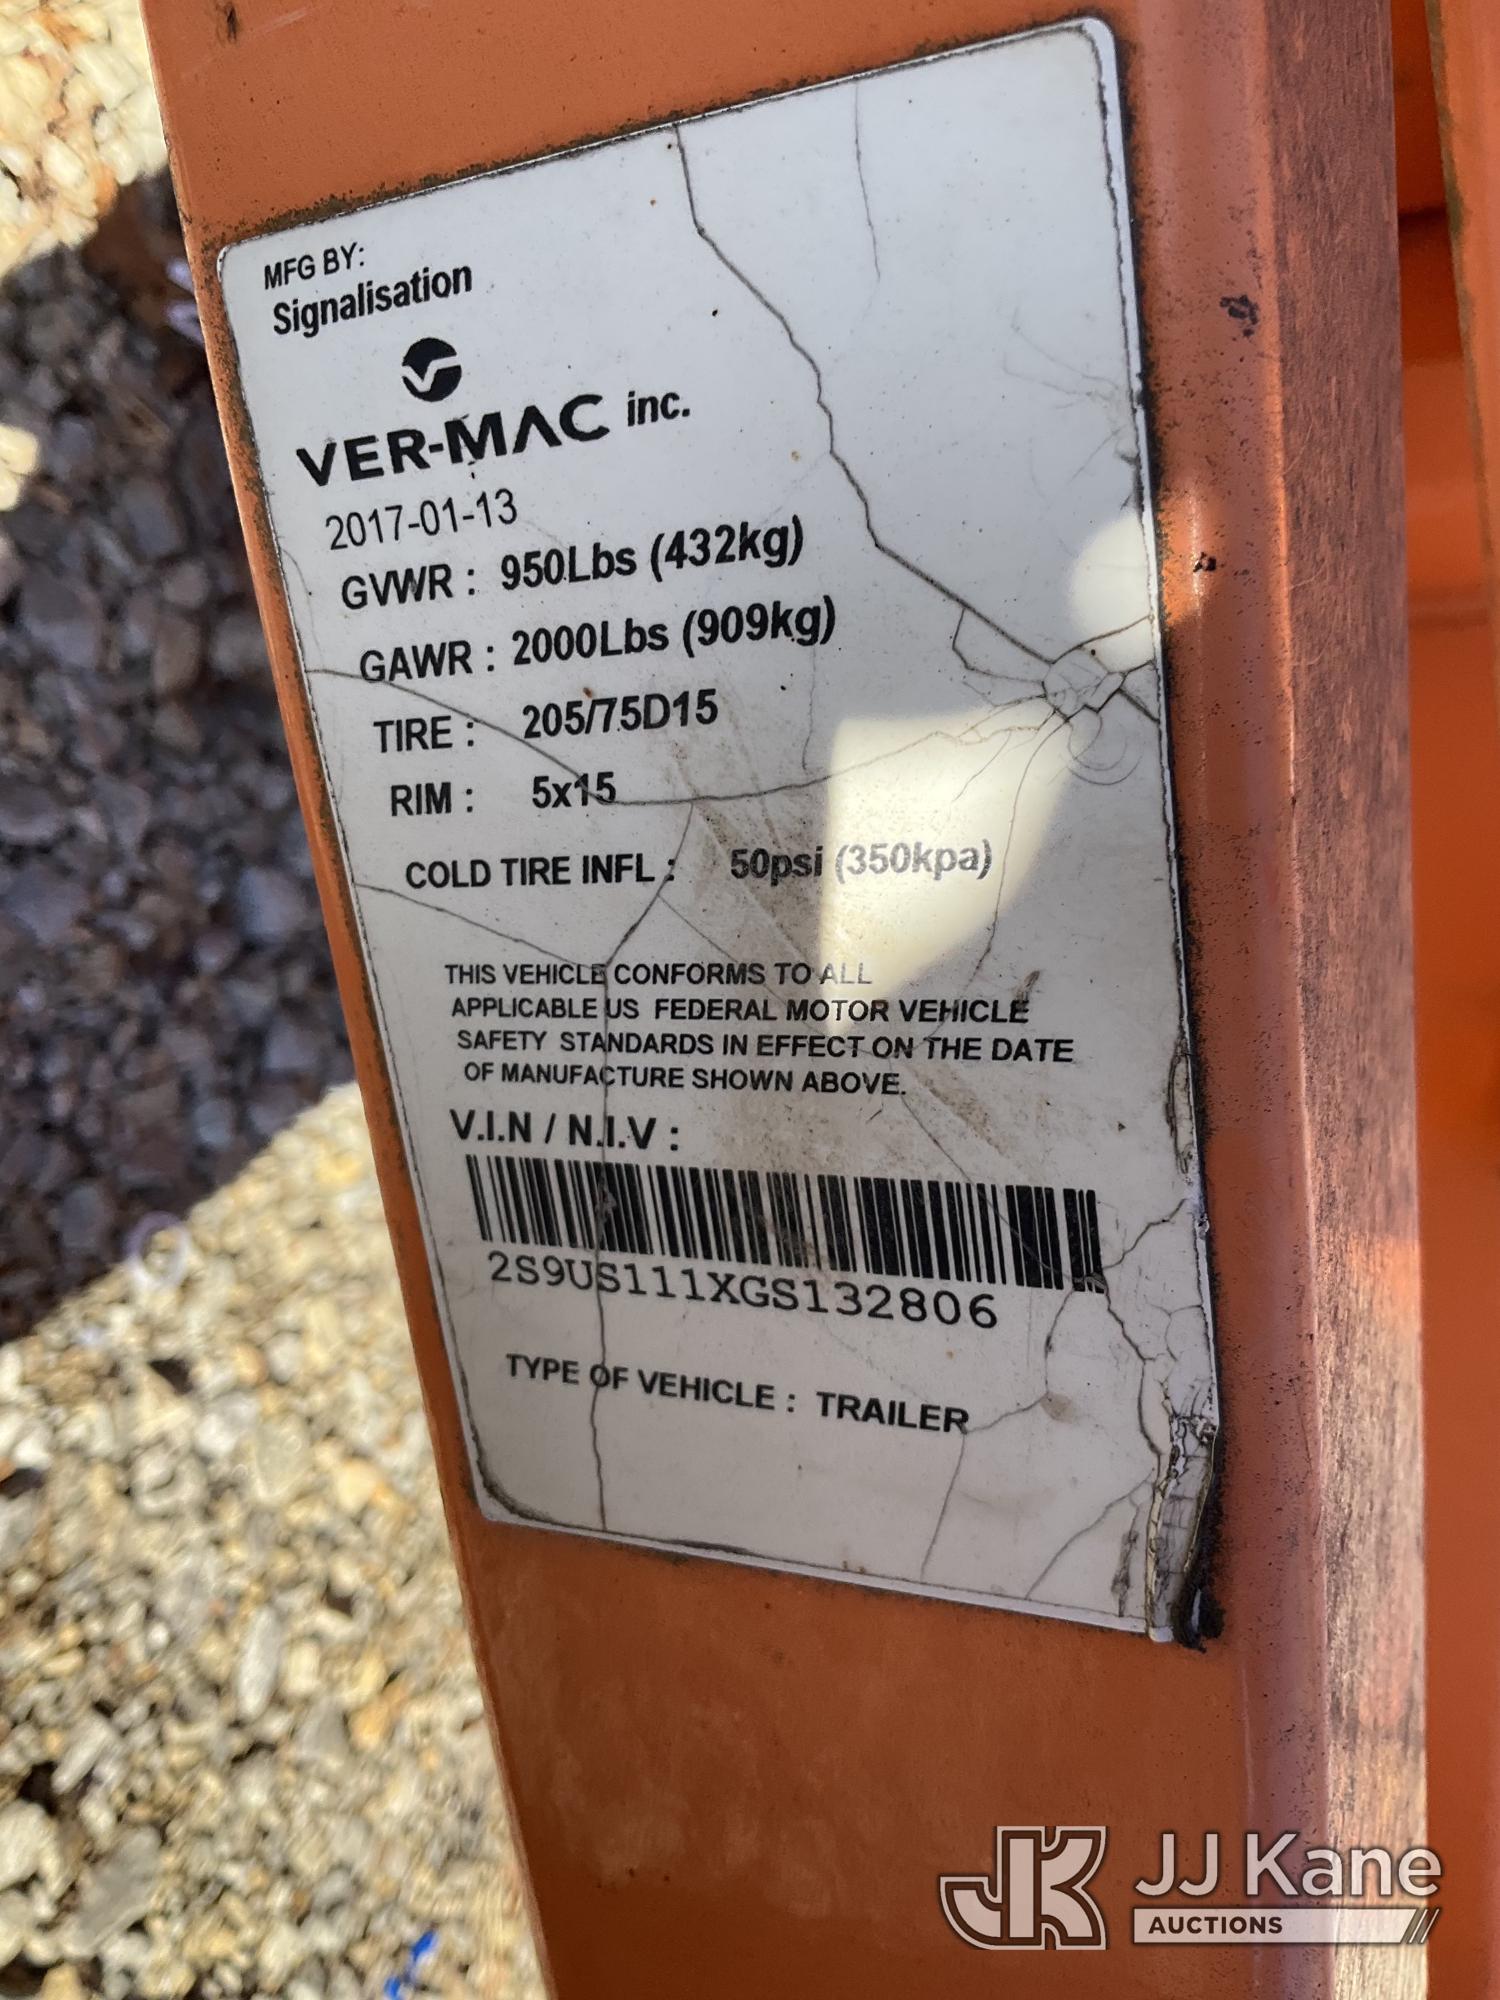 MFG BY:
Signalisation
VER-MAC inc.
2017-01-13
GVWR : 950Lbs (432kg)
GAWR : 2000Lbs (909kg)
TIRE : 205/75D15
RIM : 5x15
COLD TIRE INFL : 50psi (350kpa)
THIS VEHICLE CONFORMS TO ALL
APPLICABLE US FEDERAL MOTOR VEHICLE
SAFETY STANDARDS IN EFFECT ON THE DATE
OF MANUFACTURE SHOWN ABOVE.
V.I.N / N.I.V :
2S9US111XGS132806
TYPE OF VEHICLE : TRAILER
JK JJ Kane
AUCTIONS